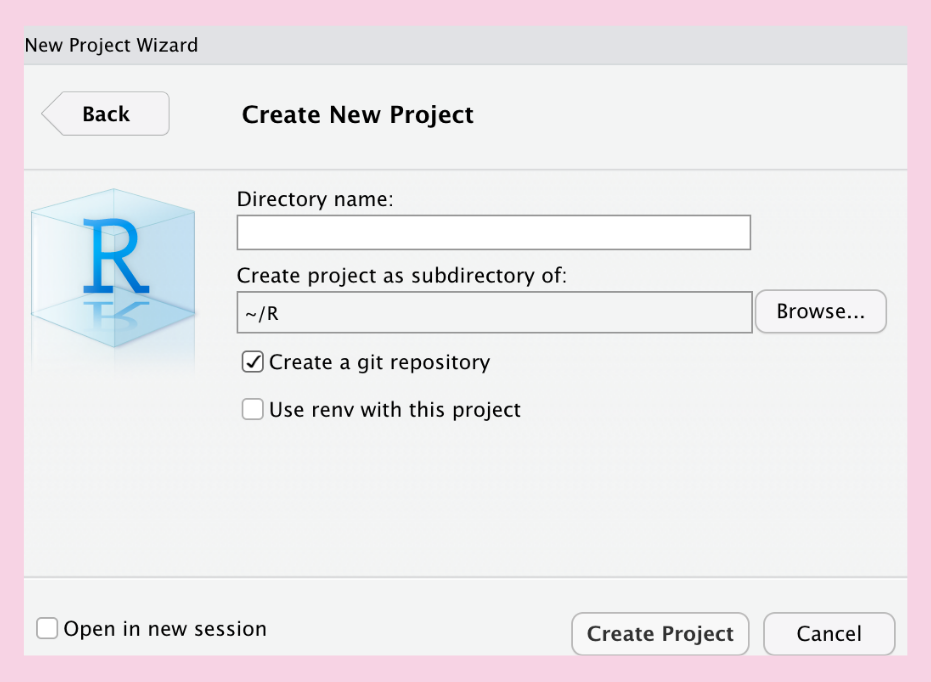 New Project Wizard
Back
Create New Project
R
Directory name:
Create project as subdirectory of:
~/R
Browse...
Create a git repository
Use renv with this project
Open in new session
Create Project
Cancel